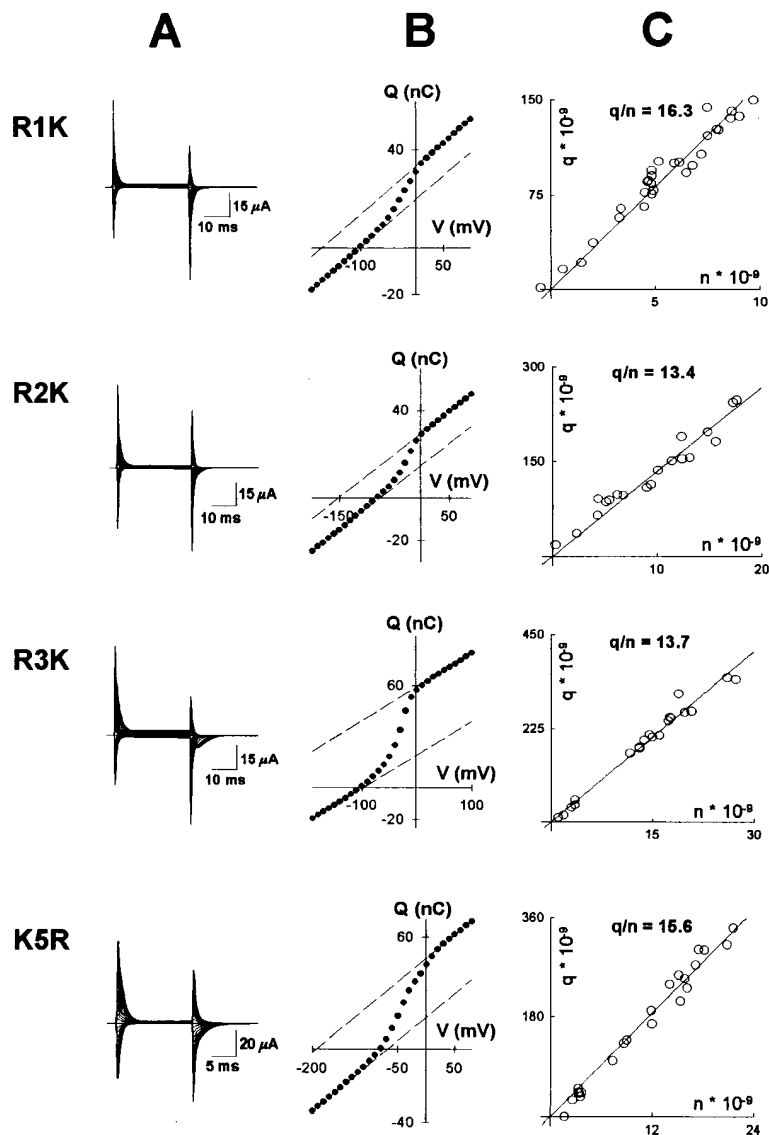 A B C
R1K
15 μA
10 ms
Q (nC)
40
V (mV)
-100
50
-20
150
q * 10-9
q/n = 16.3
75
n * 10-9
5
10
R2K
15 μA
10 ms
Q (nC)
40
V (mV)
-150
50
-20
300
q * 10-9
q/n = 13.4
150
n * 10-9
10
20
R3K
15 μA
10 ms
Q (nC)
60
V (mV)
-100
100
-20
450
q * 10-9
q/n = 13.7
225
n * 10-9
15
30
K5R
20 μA
5 ms
Q (nC)
60
V (mV)
-200
-50
50
-40
360
q * 10-9
q/n = 15.6
180
n * 10-9
12
24